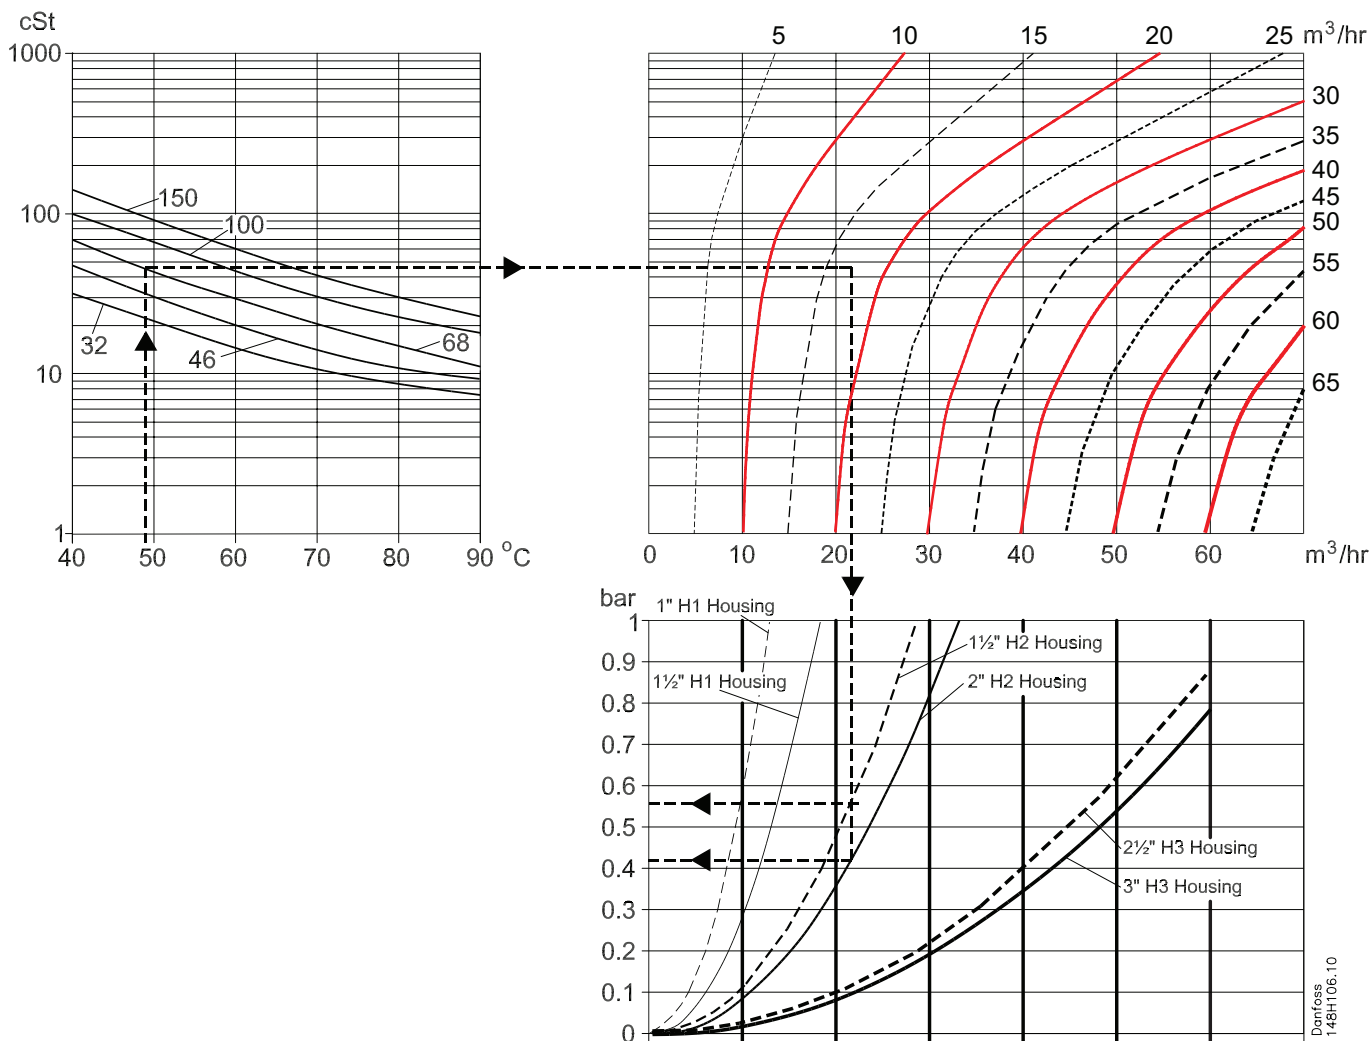 cSt
1000
100
10
1
150
100
32
46
68
40 50 60 70 80 90 °C
5 10 15 20 25 m³/hr
30
35
40
45
50
55
60
65
0 10 20 30 40 50 60 m³/hr
bar
1
0.9
0.8
0.7
0.6
0.5
0.4
0.3
0.2
0.1
0
1" H1 Housing
1½" H1 Housing
1½" H2 Housing
2" H2 Housing
2½" H3 Housing
3" H3 Housing
Danfoss
148H106.10